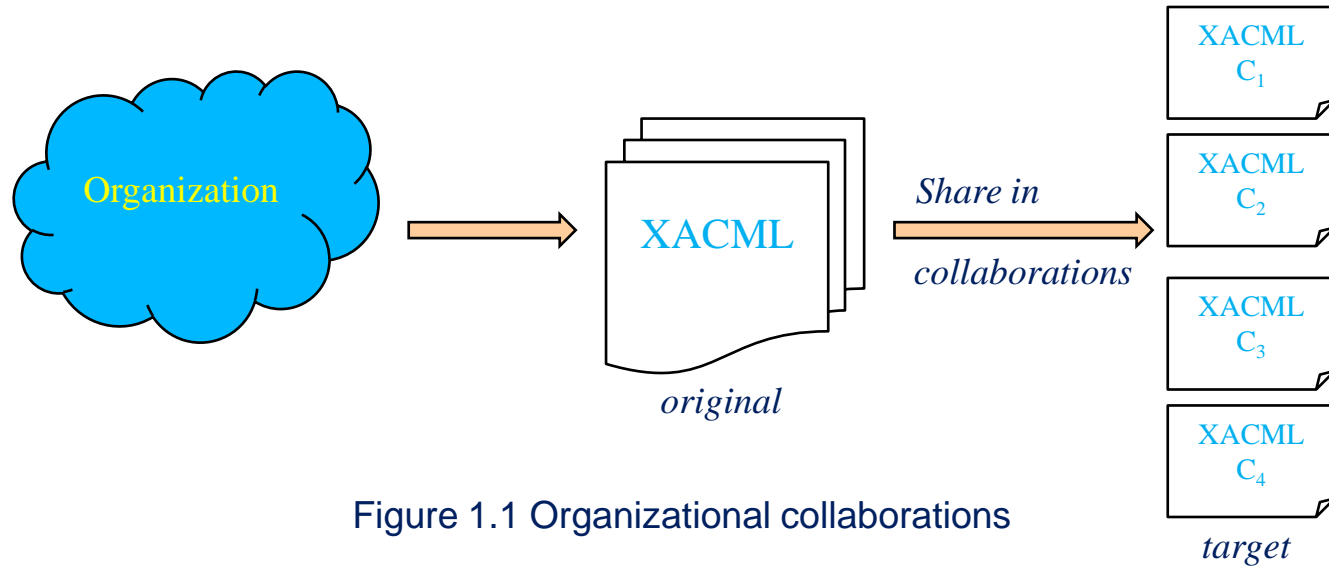 Organization
XACML
original
Share in
collaborations
XACML
C₁
XACML
C₂
XACML
C₃
XACML
C₄
target
Figure 1.1 Organizational collaborations